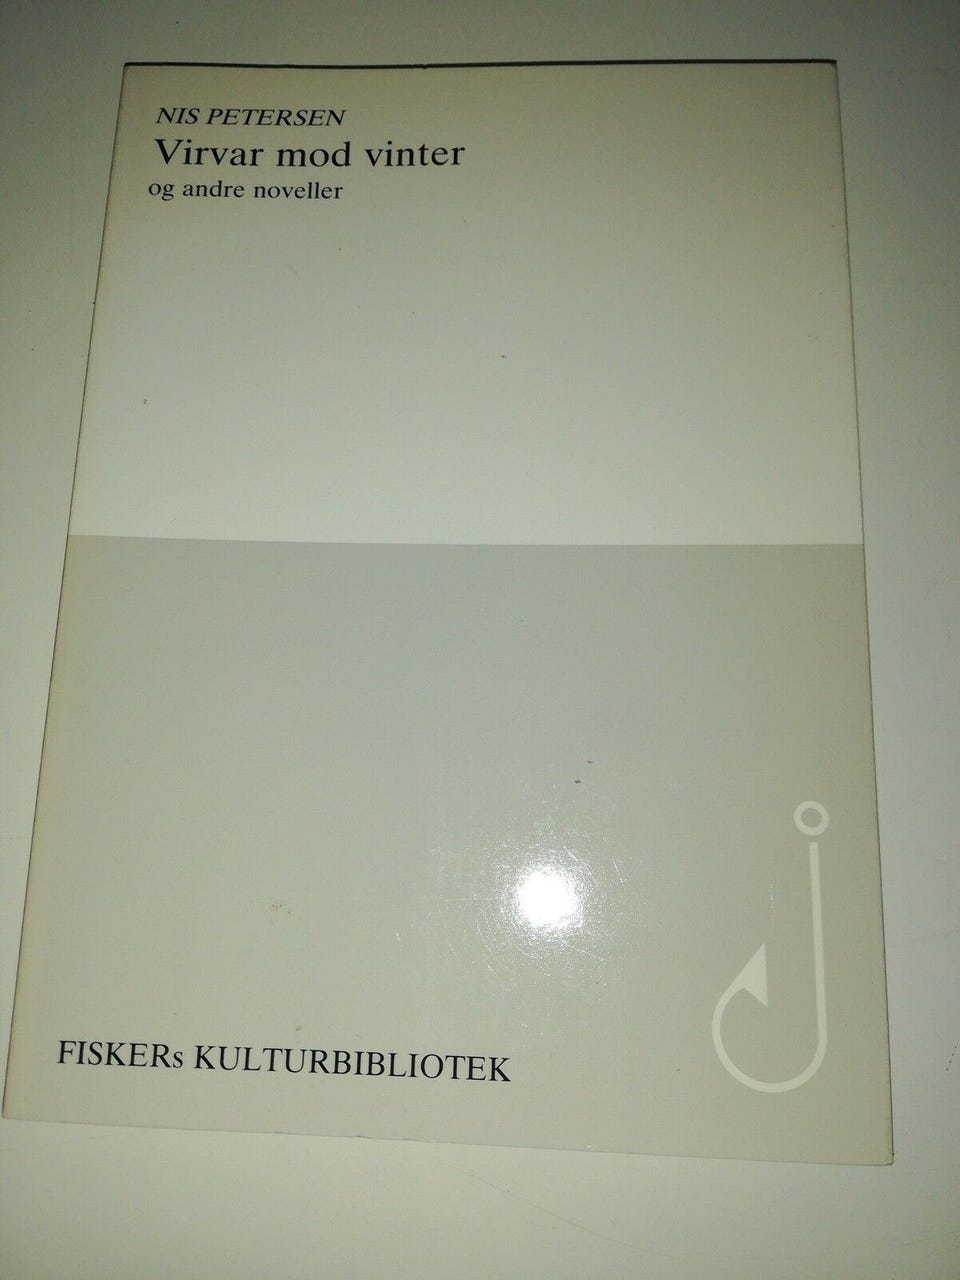 NIS PETERSEN
Virvar mod vinter
og andre noveller
FISKERs KULTURBIBLIOTEK